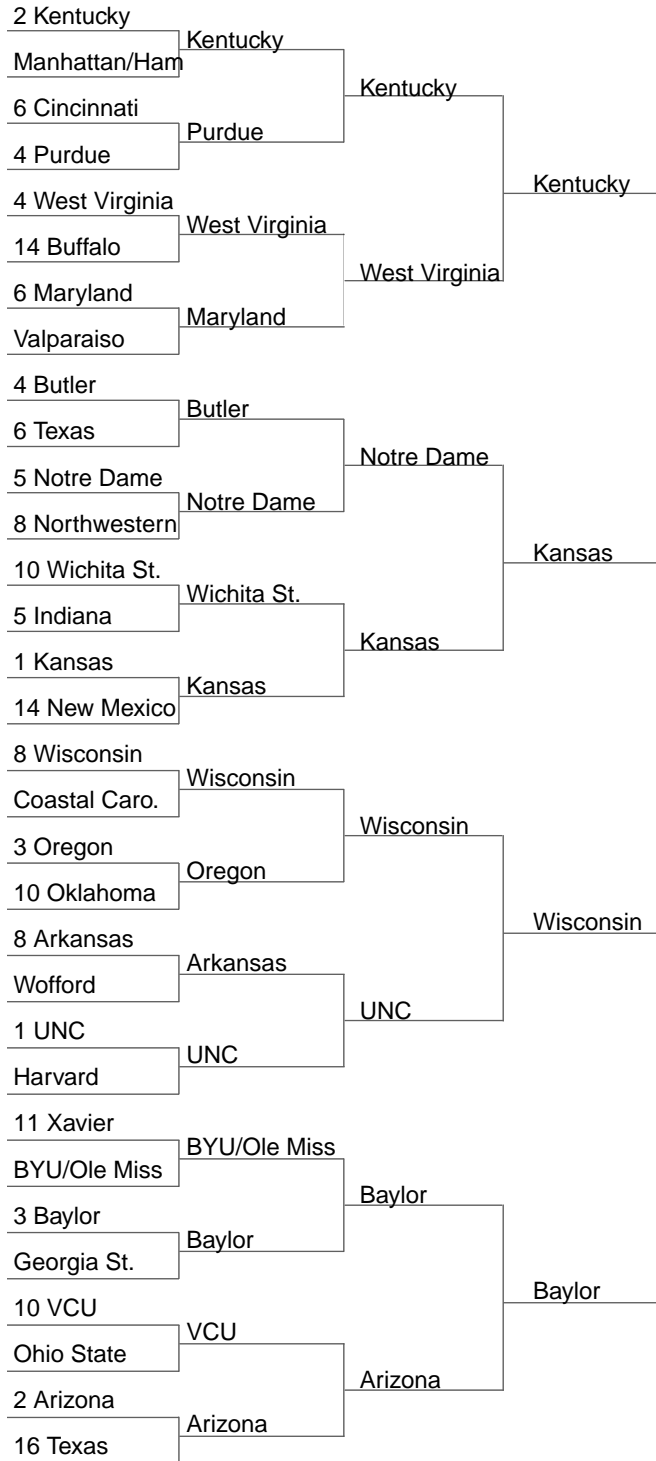 2 Kentucky
Manhattan/Ham
6 Cincinnati
4 Purdue
4 West Virginia
14 Buffalo
6 Maryland
Valparaiso
4 Butler
6 Texas
5 Notre Dame
8 Northwestern
10 Wichita St.
5 Indiana
1 Kansas
14 New Mexico
8 Wisconsin
Coastal Caro.
3 Oregon
10 Oklahoma
8 Arkansas
Wofford
1 UNC
Harvard
11 Xavier
BYU/Ole Miss
3 Baylor
Georgia St.
10 VCU
Ohio State
2 Arizona
16 Texas
Kentucky
Purdue
West Virginia
Maryland
Butler
Notre Dame
Wichita St.
Kansas
Wisconsin
Oregon
Arkansas
UNC
BYU/Ole Miss
Baylor
VCU
Arizona
Kentucky
West Virginia
Notre Dame
Kansas
Wisconsin
UNC
Baylor
Arizona
Kentucky
Kansas
Wisconsin
Baylor